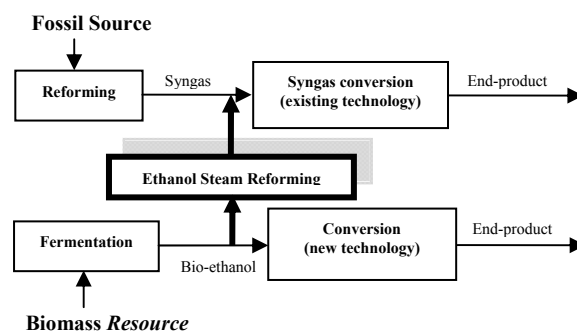 Fossil Source
Reforming
Syngas
Syngas conversion
(existing technology)
End-product
Ethanol Steam Reforming
Fermentation
Bio-ethanol
Conversion
(new technology)
End-product
Biomass Resource